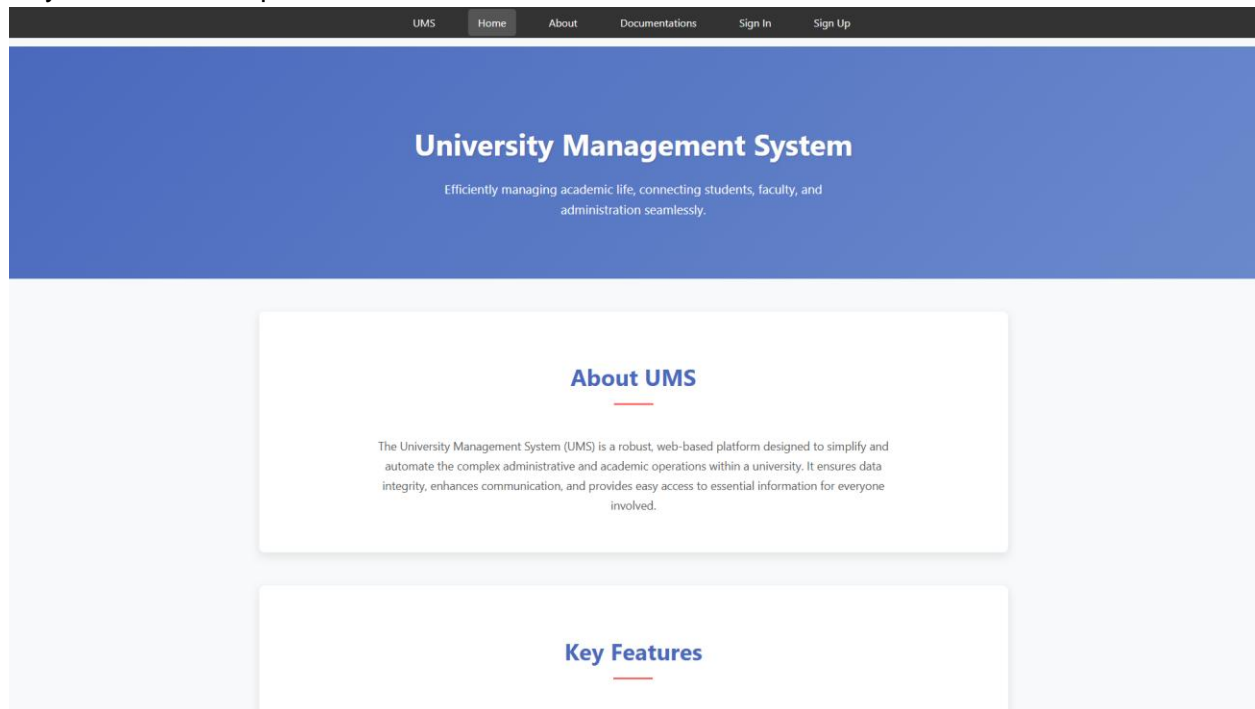 UMS Home About Documentations Sign In Sign Up
University Management System
Efficiently managing academic life, connecting students, faculty, and
administration seamlessly.
About UMS
The University Management System (UMS) is a robust, web-based platform designed to simplify and
automate the complex administrative and academic operations within a university. It ensures data
integrity, enhances communication, and provides easy access to essential information for everyone
involved.
Key Features